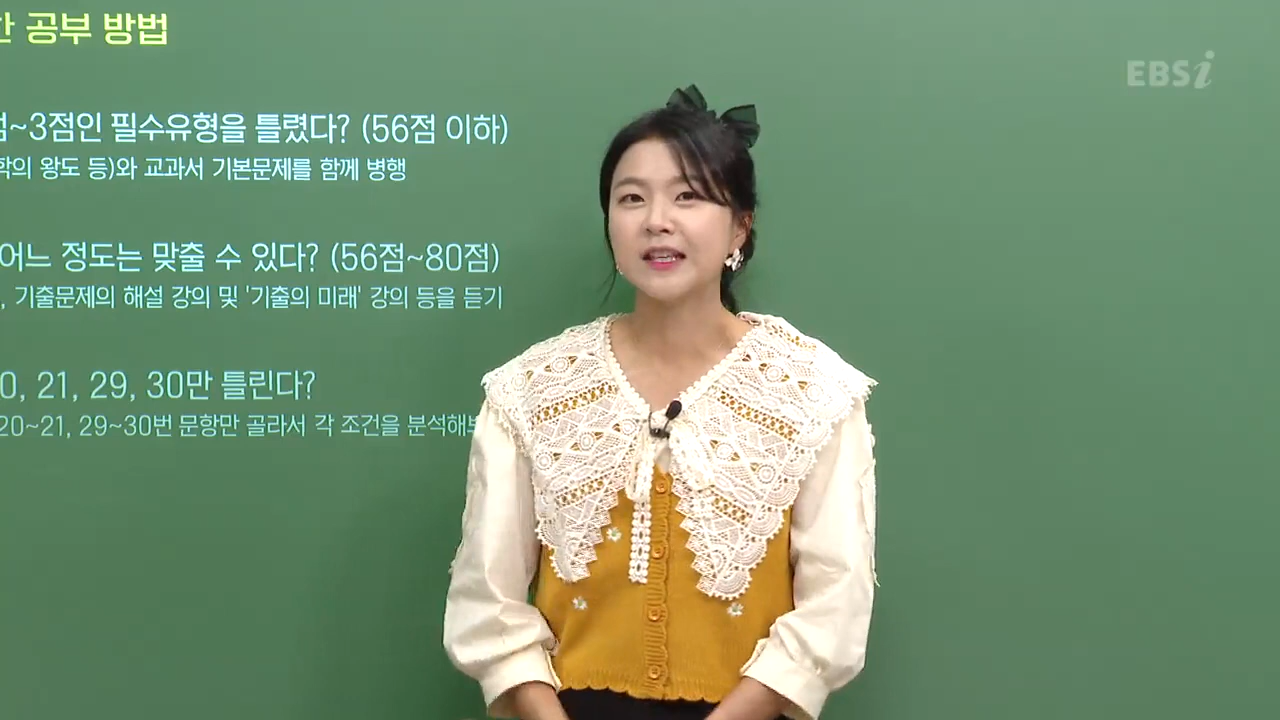 한 공부 방법
EBSi
점~3점인 필수유형을 틀렸다? (56점 이하)
학의 왕도 등)와 교과서 기본문제를 함께 병행
어느 정도는 맞출 수 있다? (56점~80점)
, 기출문제의 해설 강의 및 '기출의 미래' 강의 등을 듣기
0, 21, 29, 30만 틀린다?
20~21, 29~30번 문항만 골라서 각 조건을 분석해보